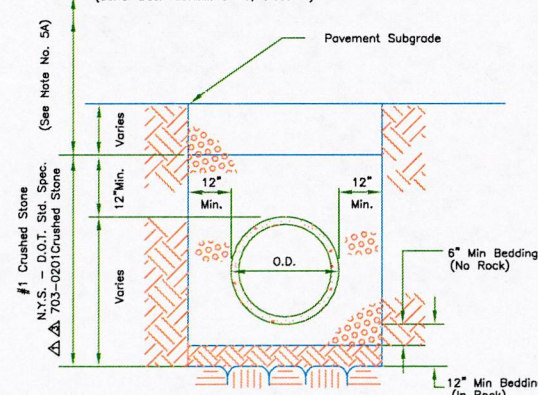 Pavement Subgrade
(See Note No. 5A)
Varies
12"Min.
Varies
#1 Crushed Stone
N.Y.S. - D.O.T. Std. Spec.
703-0201Crushed Stone
12"
Min.
12"
Min.
O.D.
6" Min Bedding
(No Rock)
12" Min Bedding
(In Rock)